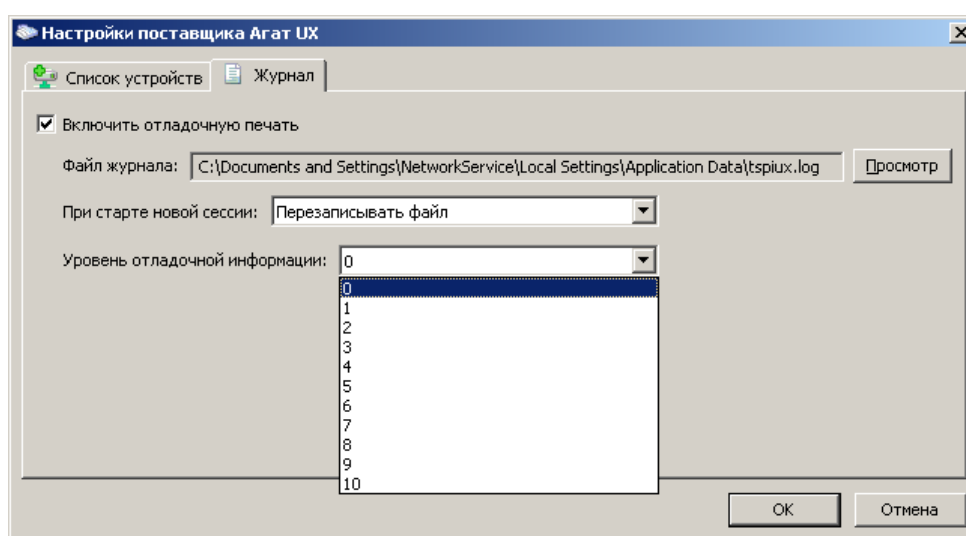 Настройки поставщика Агат UX
Список устройств Журнал
Включить отладочную печать
Файл журнала: C:\Documents and Settings\NetworkService\Local Settings\Application Data\tspiux.log Просмотр
При старте новой сессии: Перезаписывать файл
Уровень отладочной информации: 0
0
1
2
3
4
5
6
7
8
9
10
OK Отмена